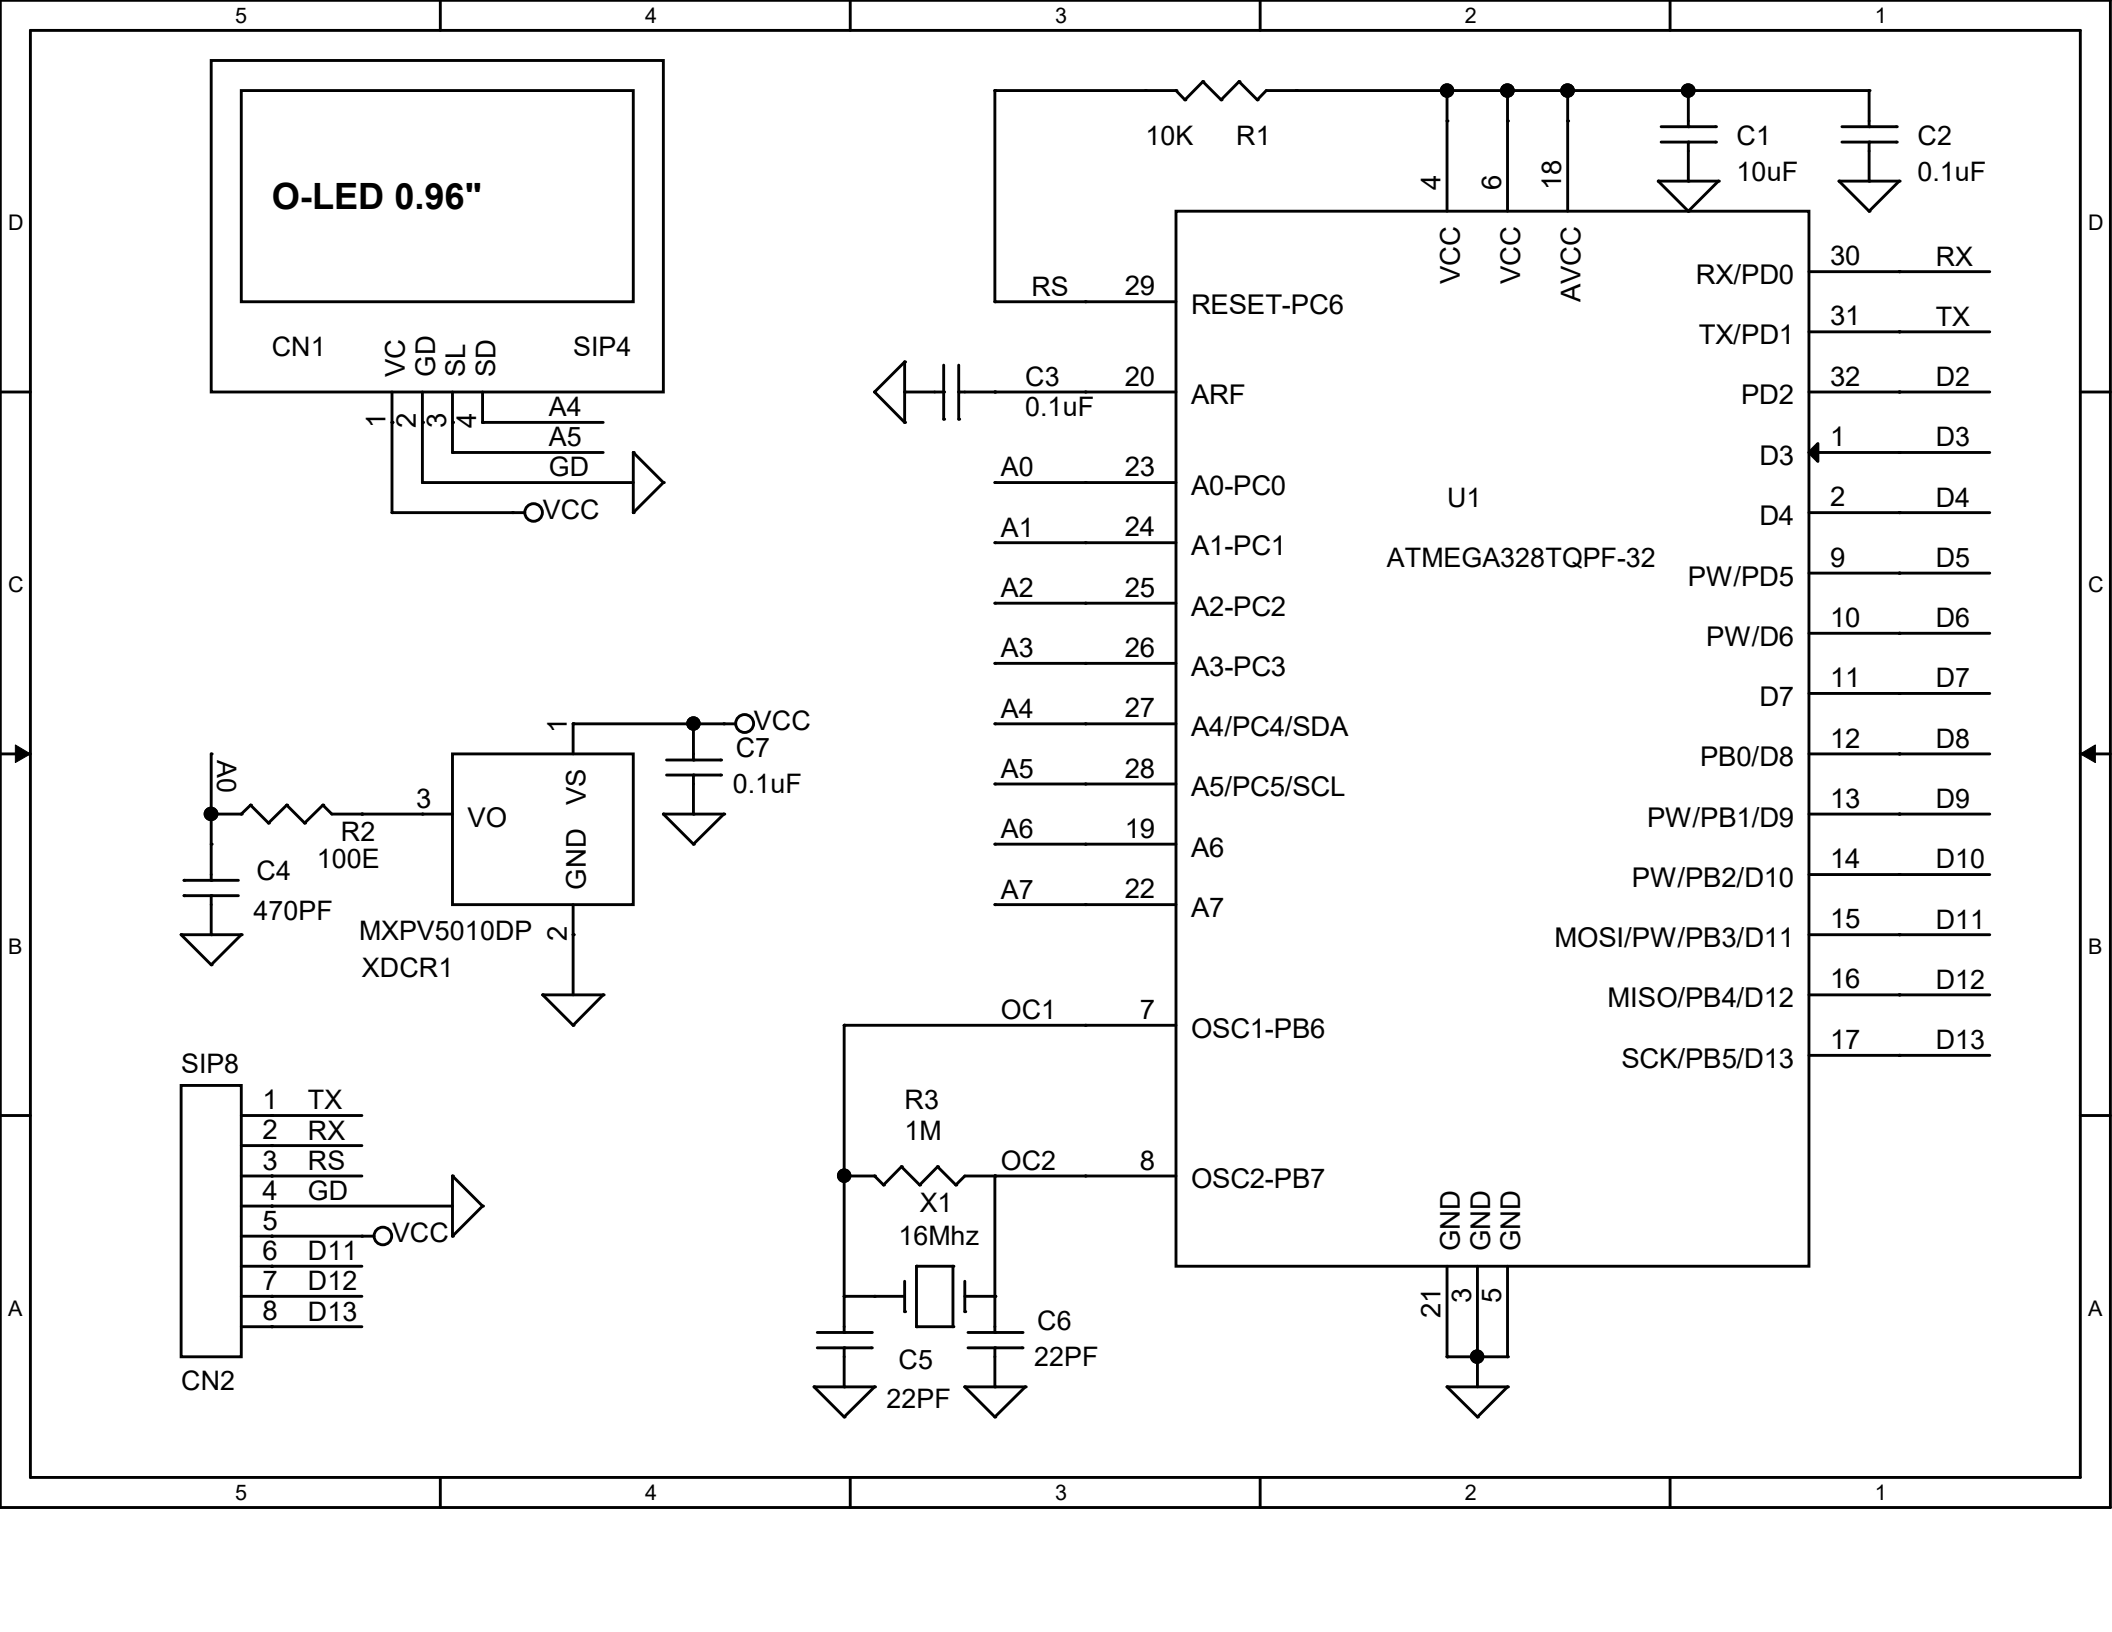 5 4 3 2 1
D D
C C
B B
A A
O-LED 0.96"
CN1 SIP4
VC
GD
SL
SD
1
2
3
4
A4
A5
GD
VCC
10K R1
4
6
18
C1
10uF
C2
0.1uF
VCC
VCC
AVCC
RS 29 RESET-PC6
C3 20 ARF
0.1uF
A0 23 A0-PC0
A1 24 A1-PC1
A2 25 A2-PC2
A3 26 A3-PC3
A4 27 A4/PC4/SDA
A5 28 A5/PC5/SCL
A6 19 A6
A7 22 A7
OC1 7 OSC1-PB6
OC2 8 OSC2-PB7
U1
ATMEGA328TQPF-32
RX/PD0 30 RX
TX/PD1 31 TX
PD2 32 D2
D3 1 D3
D4 2 D4
PW/PD5 9 D5
PW/D6 10 D6
D7 11 D7
PB0/D8 12 D8
PW/PB1/D9 13 D9
PW/PB2/D10 14 D10
MOSI/PW/PB3/D11 15 D11
MISO/PB4/D12 16 D12
SCK/PB5/D13 17 D13
GND
GND
GND
21
3
5
R3
1M
X1
16Mhz
C5
22PF
C6
22PF
1
VCC
C7
0.1uF
A0
3
R2
100E
VO
VS
GND
C4
470PF
MXPV5010DP
XDCR1
2
SIP8
1 TX
2 RX
3 RS
4 GD
5 VCC
6 D11
7 D12
8 D13
CN2
5 4 3 2 1